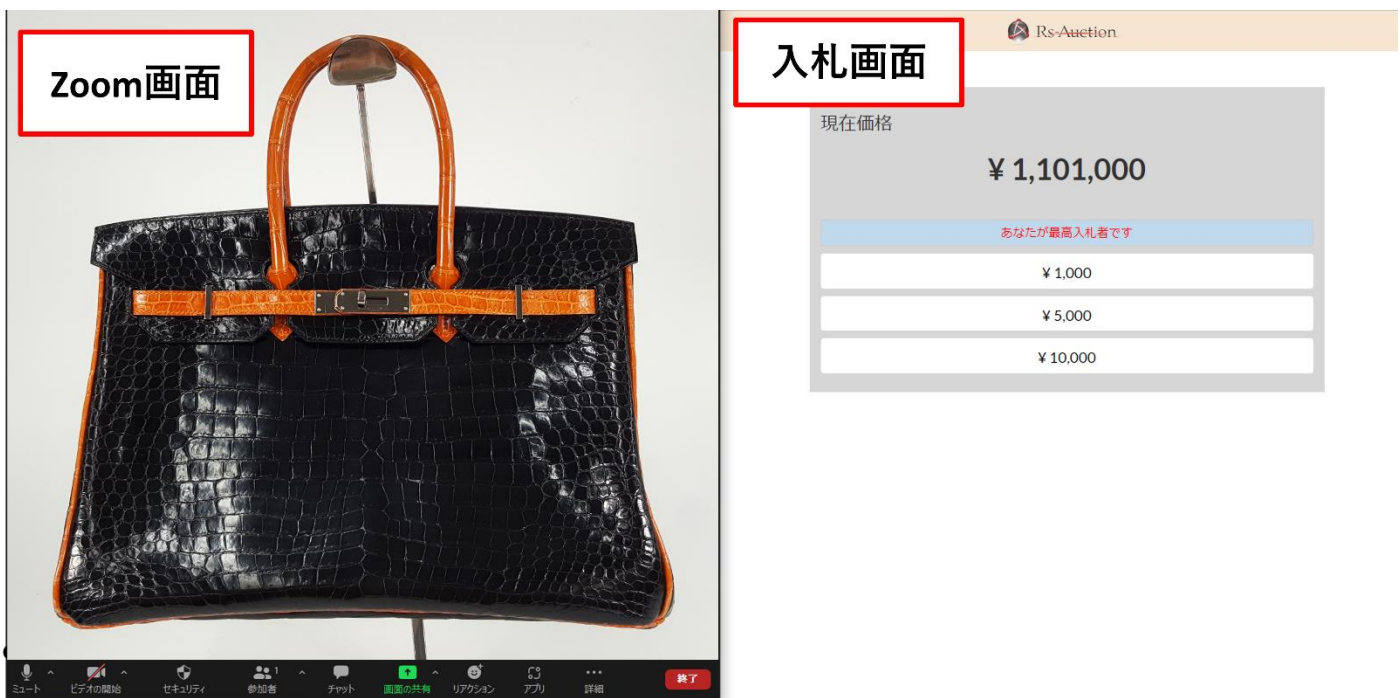 Zoom画面
ミュート
ビデオの開始
セキュリティ
参加者
1
チャット
画面の共有
リアクション
アプリ
詳細
終了
入札画面
Rs-Auction
現在価格
¥ 1,101,000
あなたが最高入札者です
¥ 1,000
¥ 5,000
¥ 10,000